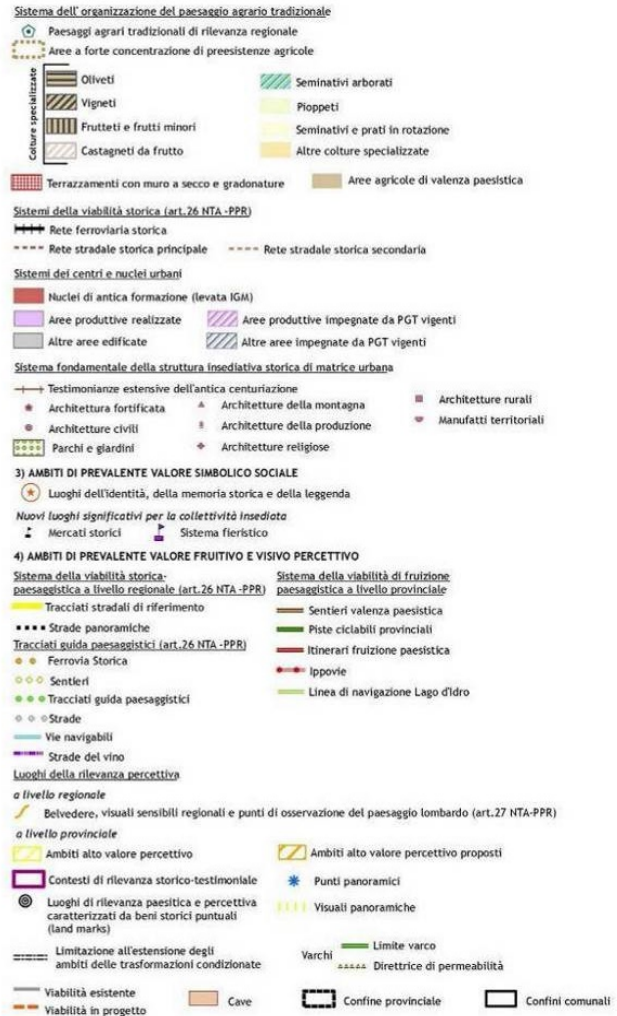 Sistema dell' organizzazione del paesaggio agrario tradizionale
Paesaggi agrari tradizionali di rilevanza regionale
Aree a forte concentrazione di preesistenze agricole
Colture specializzate
Oliveti
Vigneti
Frutteti e frutti minori
Castagneti da frutto
Seminativi arborati
Pioppeti
Seminativi e prati in rotazione
Altre colture specializzate
Terrazzamenti con muro a secco e gradonature
Aree agricole di valenza paesistica
Sistemi della viabilità storica (art.26 NTA -PPR)
Rete ferroviaria storica
Rete stradale storica principale
Rete stradale storica secondaria
Sistemi dei centri e nuclei urbani
Nuclei di antica formazione (levata IGM)
Aree produttive realizzate
Aree produttive impegnate da PGT vigenti
Altre aree edificate
Altre aree impegnate da PGT vigenti
Sistema fondamentale della struttura insediativa storica di matrice urbana
Testimonianze estensive dell'antica centuriazione
Architettura fortificata
Architetture della montagna
Architetture rurali
Architetture civili
Architetture della produzione
Manufatti territoriali
Parchi e giardini
Architetture religiose
3) AMBITI DI PREVALENTE VALORE SIMBOLICO SOCIALE
Luoghi dell'identità, della memoria storica e della leggenda
Nuovi luoghi significativi per la collettività insediata
Mercati storici
Sistema fieristico
4) AMBITI DI PREVALENTE VALORE FRUITIVO E VISIVO PERCETTIVO
Sistema della viabilità storica-
paesaggistica a livello regionale (art.26 NTA -PPR)
Tracciati stradali di riferimento
Strade panoramiche
Tracciati guida paesaggistici (art.26 NTA -PPR)
Ferrovia Storica
Sentieri
Tracciati guida paesaggistici
Strade
Vie navigabili
Strade del vino
Sistema della viabilità di fruizione
paesaggistica a livello provinciale
Sentieri valenza paesistica
Piste ciclabili provinciali
Itinerari fruizione paesistica
Ippovie
Linea di navigazione Lago d'Idro
Luoghi della rilevanza percettiva
a livello regionale
Belvedere, visuali sensibili regionali e punti di osservazione del paesaggio lombardo (art.27 NTA-PPR)
a livello provinciale
Ambiti alto valore percettivo
Ambiti alto valore percettivo proposti
Contesti di rilevanza storico-testimoniale
Punti panoramici
Luoghi di rilevanza paesitica e percettiva
caratterizzati da beni storici puntuali
(land marks)
Visuali panoramiche
Limitazione all'estensione degli
ambiti delle trasformazioni condizionate
Varchi
Limite varco
Direttrice di permeabilità
Viabilità esistente
Viabilità in progetto
Cave
Confine provinciale
Confini comunali